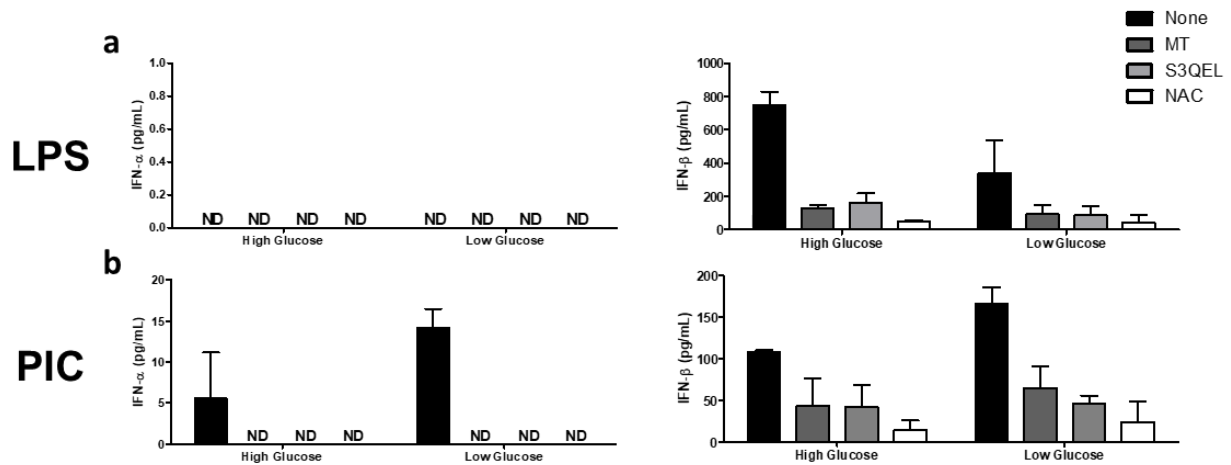 None
MT
S3QEL
NAC
a
LPS
IFN-α (pg/mL)
1.0
0.8
0.6
0.4
0.2
0.0
ND ND ND ND ND ND ND ND
High Glucose Low Glucose
IFN-β (pg/mL)
1000
800
600
400
200
0
High Glucose Low Glucose
b
PIC
IFN-α (pg/mL)
20
15
10
5
0
ND ND ND ND ND ND
High Glucose Low Glucose
IFN-β (pg/mL)
200
150
100
50
0
High Glucose Low Glucose